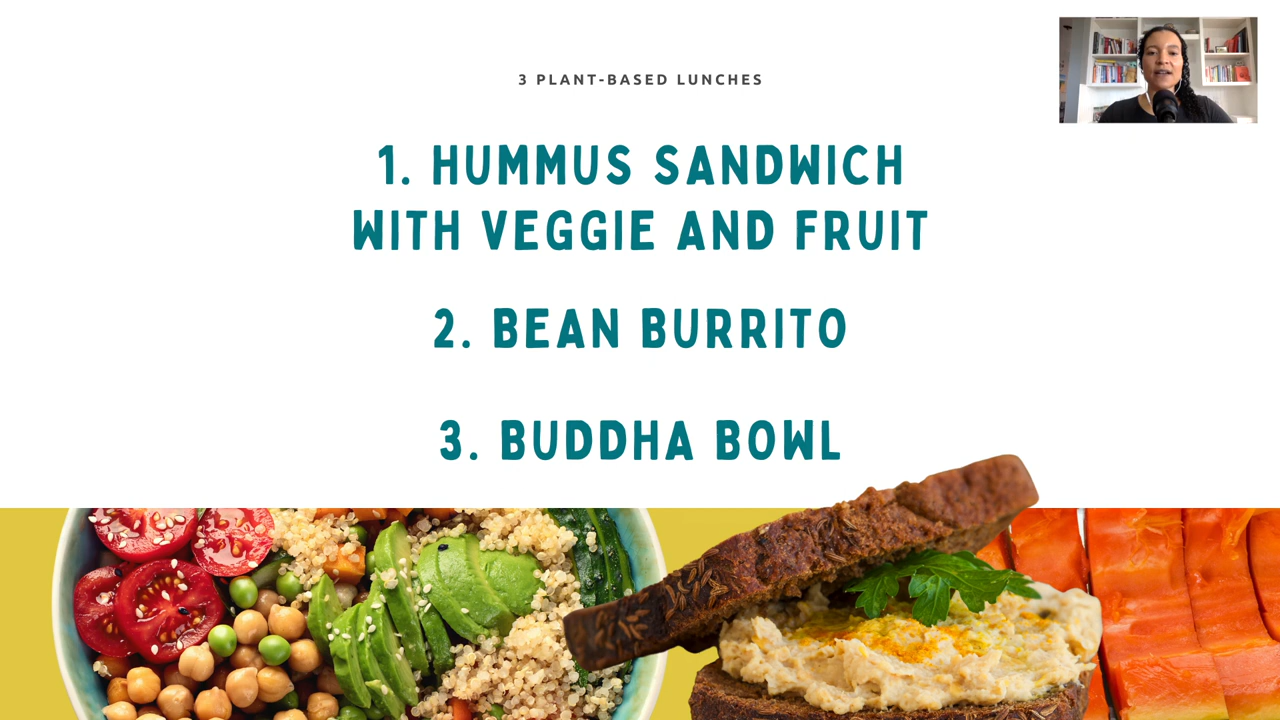 3 PLANT-BASED LUNCHES
1. HUMMUS SANDWICH
WITH VEGGIE AND FRUIT
2. BEAN BURRITO
3. BUDDHA BOWL